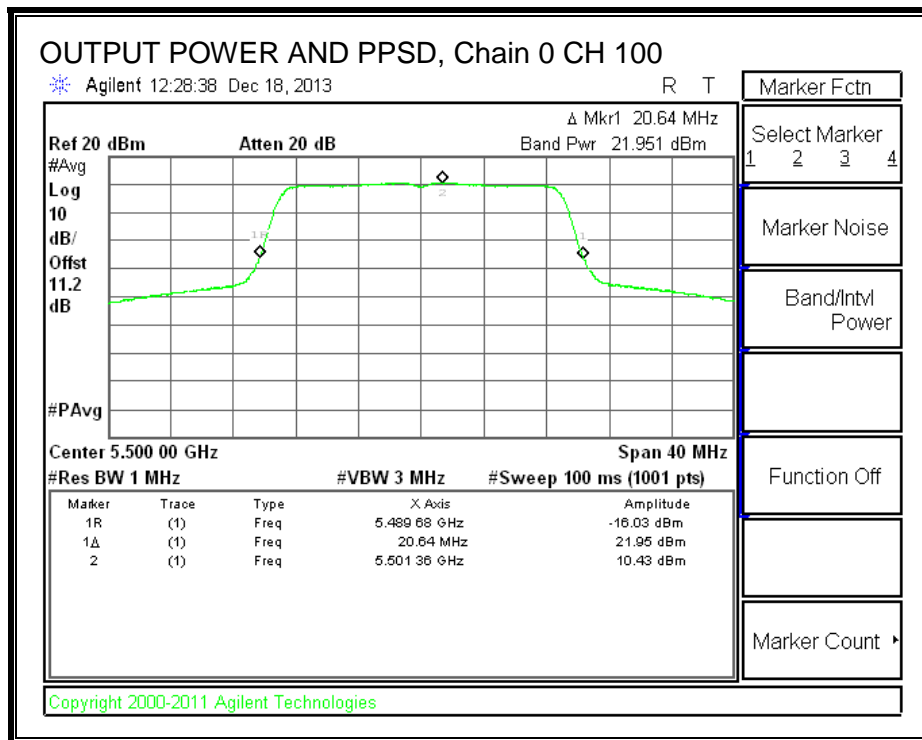 OUTPUT POWER AND PPSD, Chain 0 CH 100
Agilent 12:28:38 Dec 18, 2013 R T
Marker Fctn
Δ Mkr1 20.64 MHz
Ref 20 dBm Atten 20 dB Band Pwr 21.951 dBm
Select Marker
1 2 3 4
#Avg
Log
10
dB/
Offst
11.2
dB
2
1R
1
Marker Noise
Band/Intvl
Power
#PAvg
Center 5.500 00 GHz Span 40 MHz
#Res BW 1 MHz #VBW 3 MHz #Sweep 100 ms (1001 pts)
Function Off
Marker Trace Type X Axis Amplitude
1R (1) Freq 5.489 68 GHz -16.03 dBm
1Δ (1) Freq 20.64 MHz 21.95 dBm
2 (1) Freq 5.501 36 GHz 10.43 dBm
Marker Count
Copyright 2000-2011 Agilent Technologies